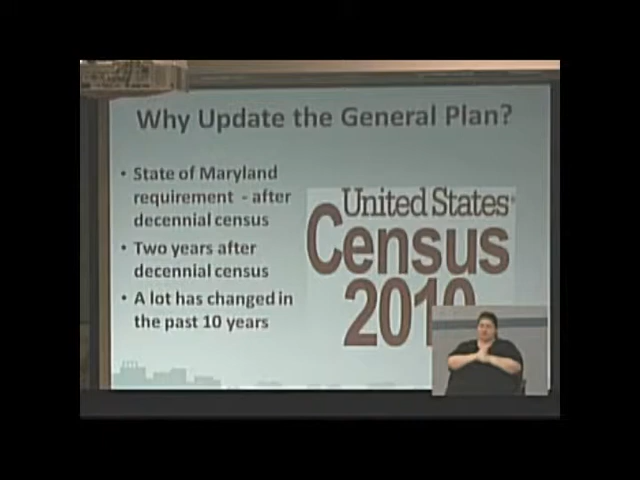 Why Update the General Plan?
• State of Maryland
requirement - after
decennial census
• Two years after
decennial census
• A lot has changed in
the past 10 years
United States
Census
2010